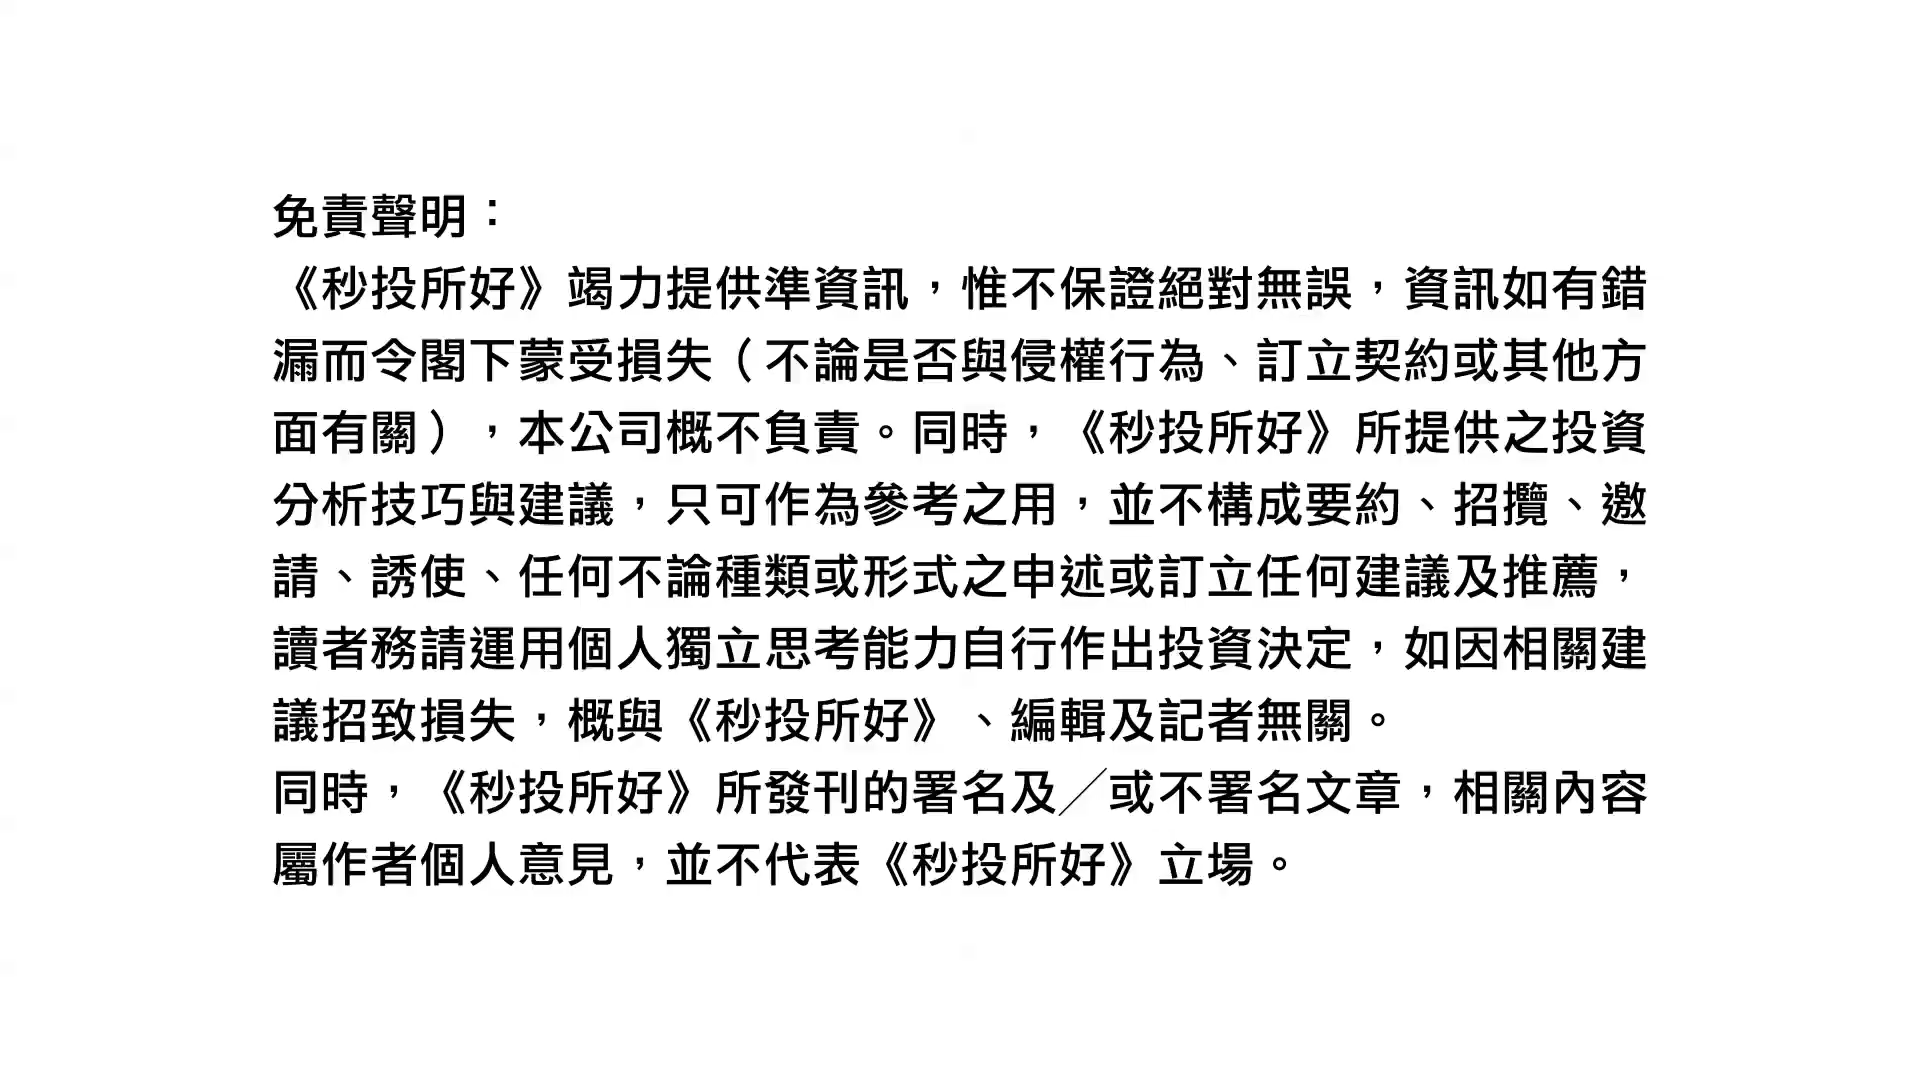 免責聲明：
《秒投所好》竭力提供準資訊，惟不保證絕對無誤，資訊如有錯
漏而令閣下蒙受損失（不論是否與侵權行為、訂立契約或其他方
面有關），本公司概不負責。同時，《秒投所好》所提供之投資
分析技巧與建議，只可作為參考之用，並不構成要約、招攬、邀
請、誘使、任何不論種類或形式之申述或訂立任何建議及推薦，
讀者務請運用個人獨立思考能力自行作出投資決定，如因相關建
議招致損失，概與《秒投所好》、編輯及記者無關。
同時，《秒投所好》所發刊的署名及╱或不署名文章，相關內容
屬作者個人意見，並不代表《秒投所好》立場。